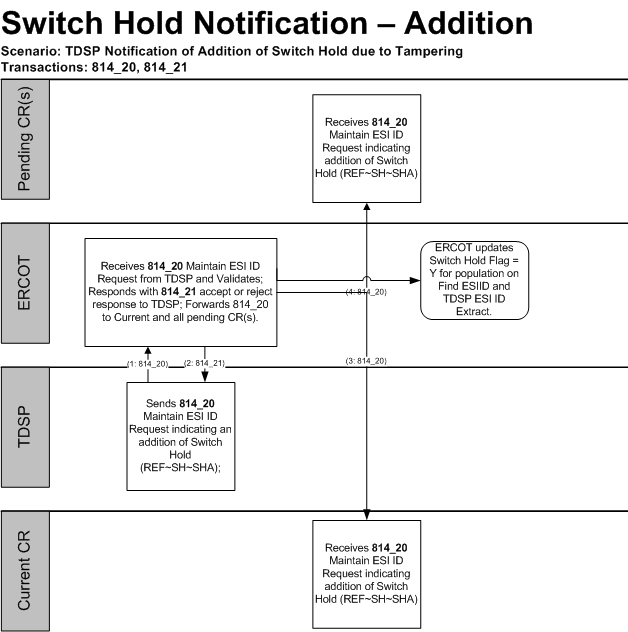 Switch Hold Notification – Addition
Scenario: TDSP Notification of Addition of Switch Hold due to Tampering
Transactions: 814_20, 814_21
Pending CR(s)
Receives 814_20
Maintain ESI ID
Request indicating
addition of Switch
Hold (REF~SH~SHA)
ERCOT
Receives 814_20 Maintain ESI ID
Request from TDSP and Validates;
Responds with 814_21 accept or reject
response to TDSP; Forwards 814_20
to Current and all pending CR(s).
ERCOT updates
Switch Hold Flag =
Y for population on
Find ESIID and
TDSP ESI ID
Extract.
(4: 814_20)
(1: 814_20)
(2: 814_21)
(3: 814_20)
TDSP
Sends 814_20
Maintain ESI ID
Request indicating an
addition of Switch
Hold
(REF~SH~SHA);
Current CR
Receives 814_20
Maintain ESI ID
Request indicating
addition of Switch
Hold (REF~SH~SHA)